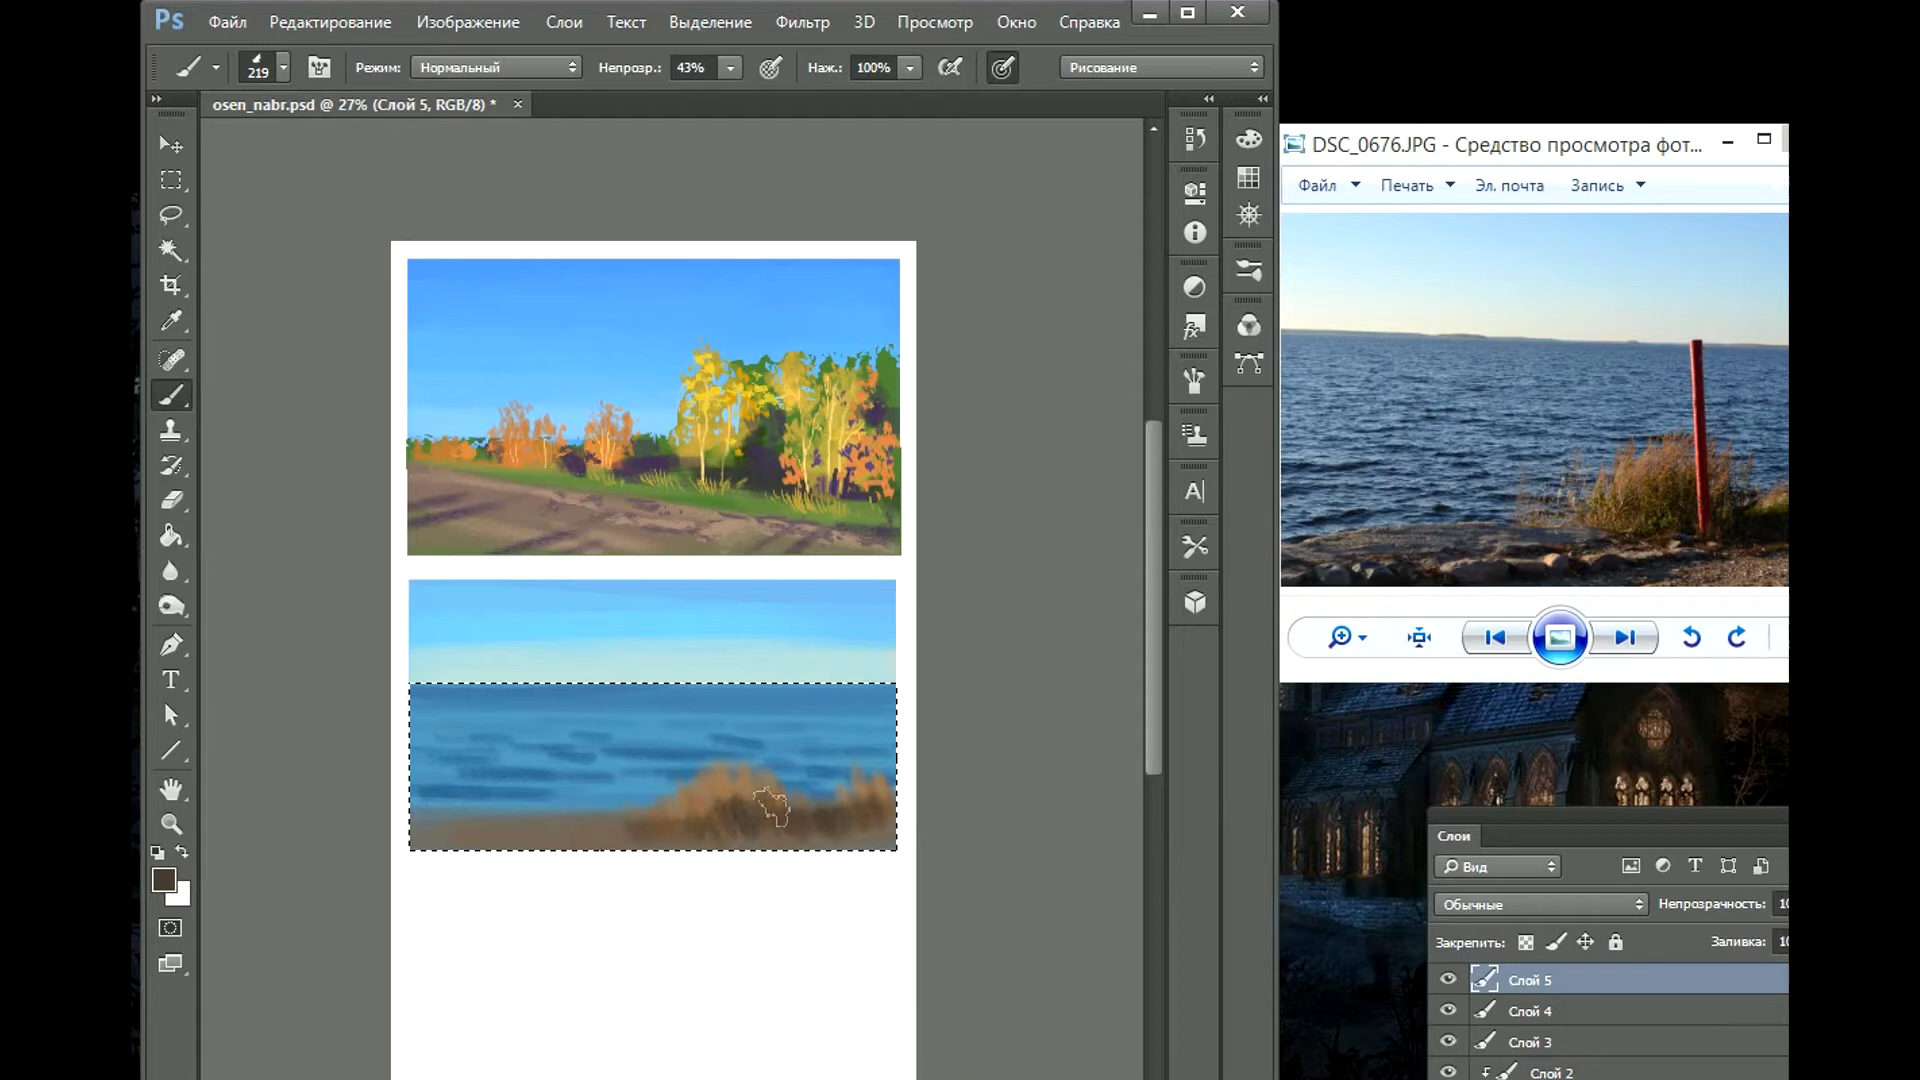 Ps Файл Редактирование Изображение Слои Текст Выделение Фильтр 3D Просмотр Окно Справка
219 Режим: Нормальный Непрозр.: 43% Наж.: 100% Рисование
osen_nabr.psd @ 27% (Слой 5, RGB/8) *
DSC_0676.JPG - Средство просмотра фот...
Файл Печать Эл. почта Запись
Слои
Вид
Обычные Непрозрачность: 10
Закрепить: Заливка: 10
Слой 5
Слой 4
Слой 3
Слой 2